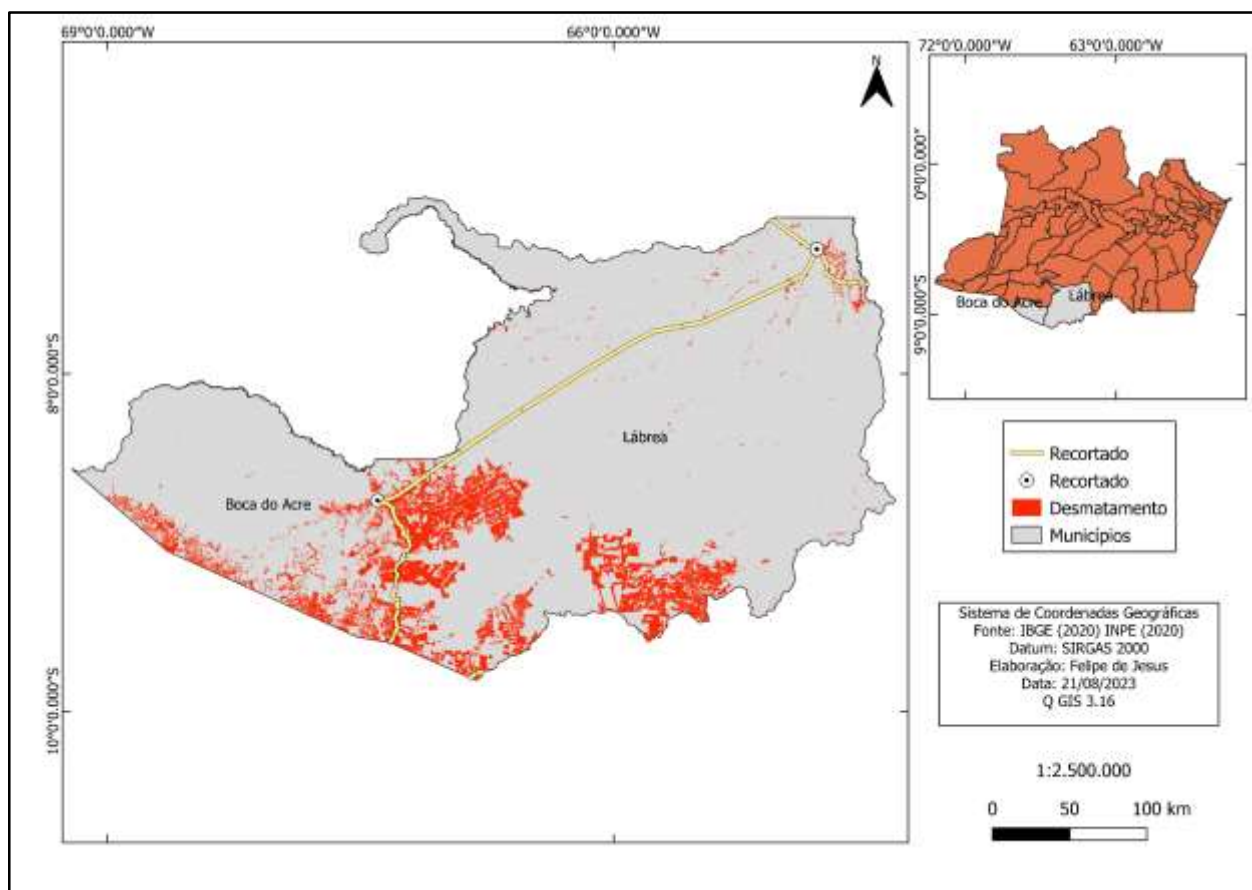 69°0'0.000"W
66°0'0.000"W
N
8°0'0.000"S
10°0'0.000"S
Lábrea
Boca do Acre
72°0'0.000"W
63°0'0.000"W
0°0'0.000"
9°0'0.000"S
Boca do Acre
Lábrea
Recortado
Recortado
Desmatamento
Municípios
Sistema de Coordenadas Geográficas
Fonte: IBGE (2020) INPE (2020)
Datum: SIRGAS 2000
Elaboração: Felipe de Jesus
Data: 21/08/2023
Q GIS 3.16
1:2.500.000
0 50 100 km